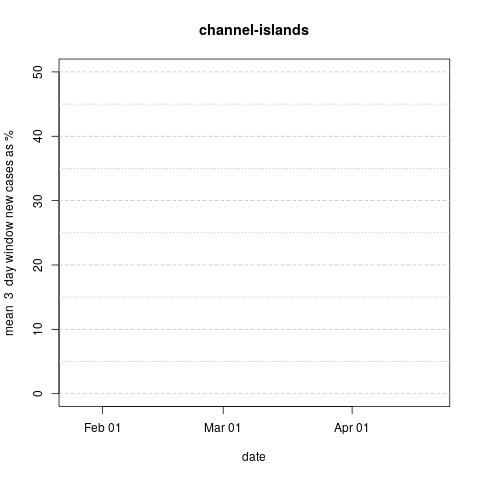 channel-islands
mean  3  day window new cases as %
50
40
30
20
10
0
Feb 01
Mar 01
Apr 01
date